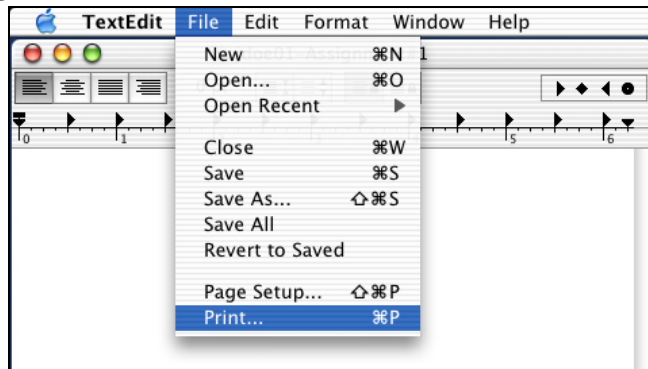 TextEdit File Edit Format Window Help
New ⌘N
Open... ⌘O
Open Recent ▶
Close ⌘W
Save ⌘S
Save As... ⇧⌘S
Save All
Revert to Saved
Page Setup... ⇧⌘P
Print... ⌘P
1
0 1 5 6